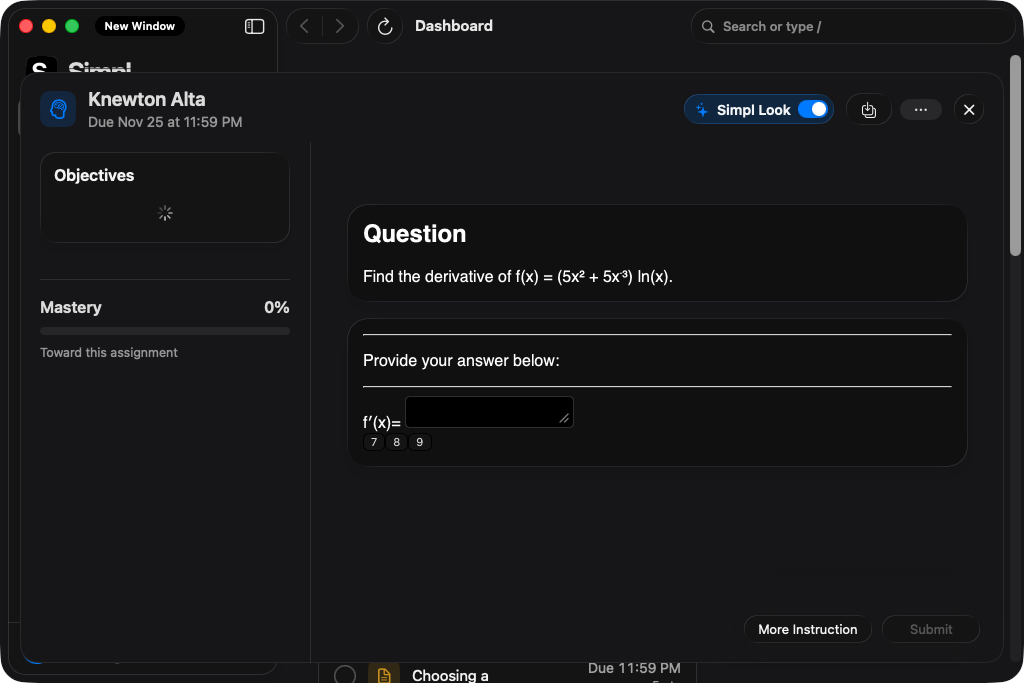 New Window
Dashboard
Search or type /
Simpl
Knewton Alta
Due Nov 25 at 11:59 PM
Simpl Look
Objectives
Mastery
0%
Toward this assignment
Question
Find the derivative of f(x) = (5x² + 5x⁻³) ln(x).
Provide your answer below:
f′(x)=
7 8 9
More Instruction
Submit
Choosing a
Due 11:59 PM